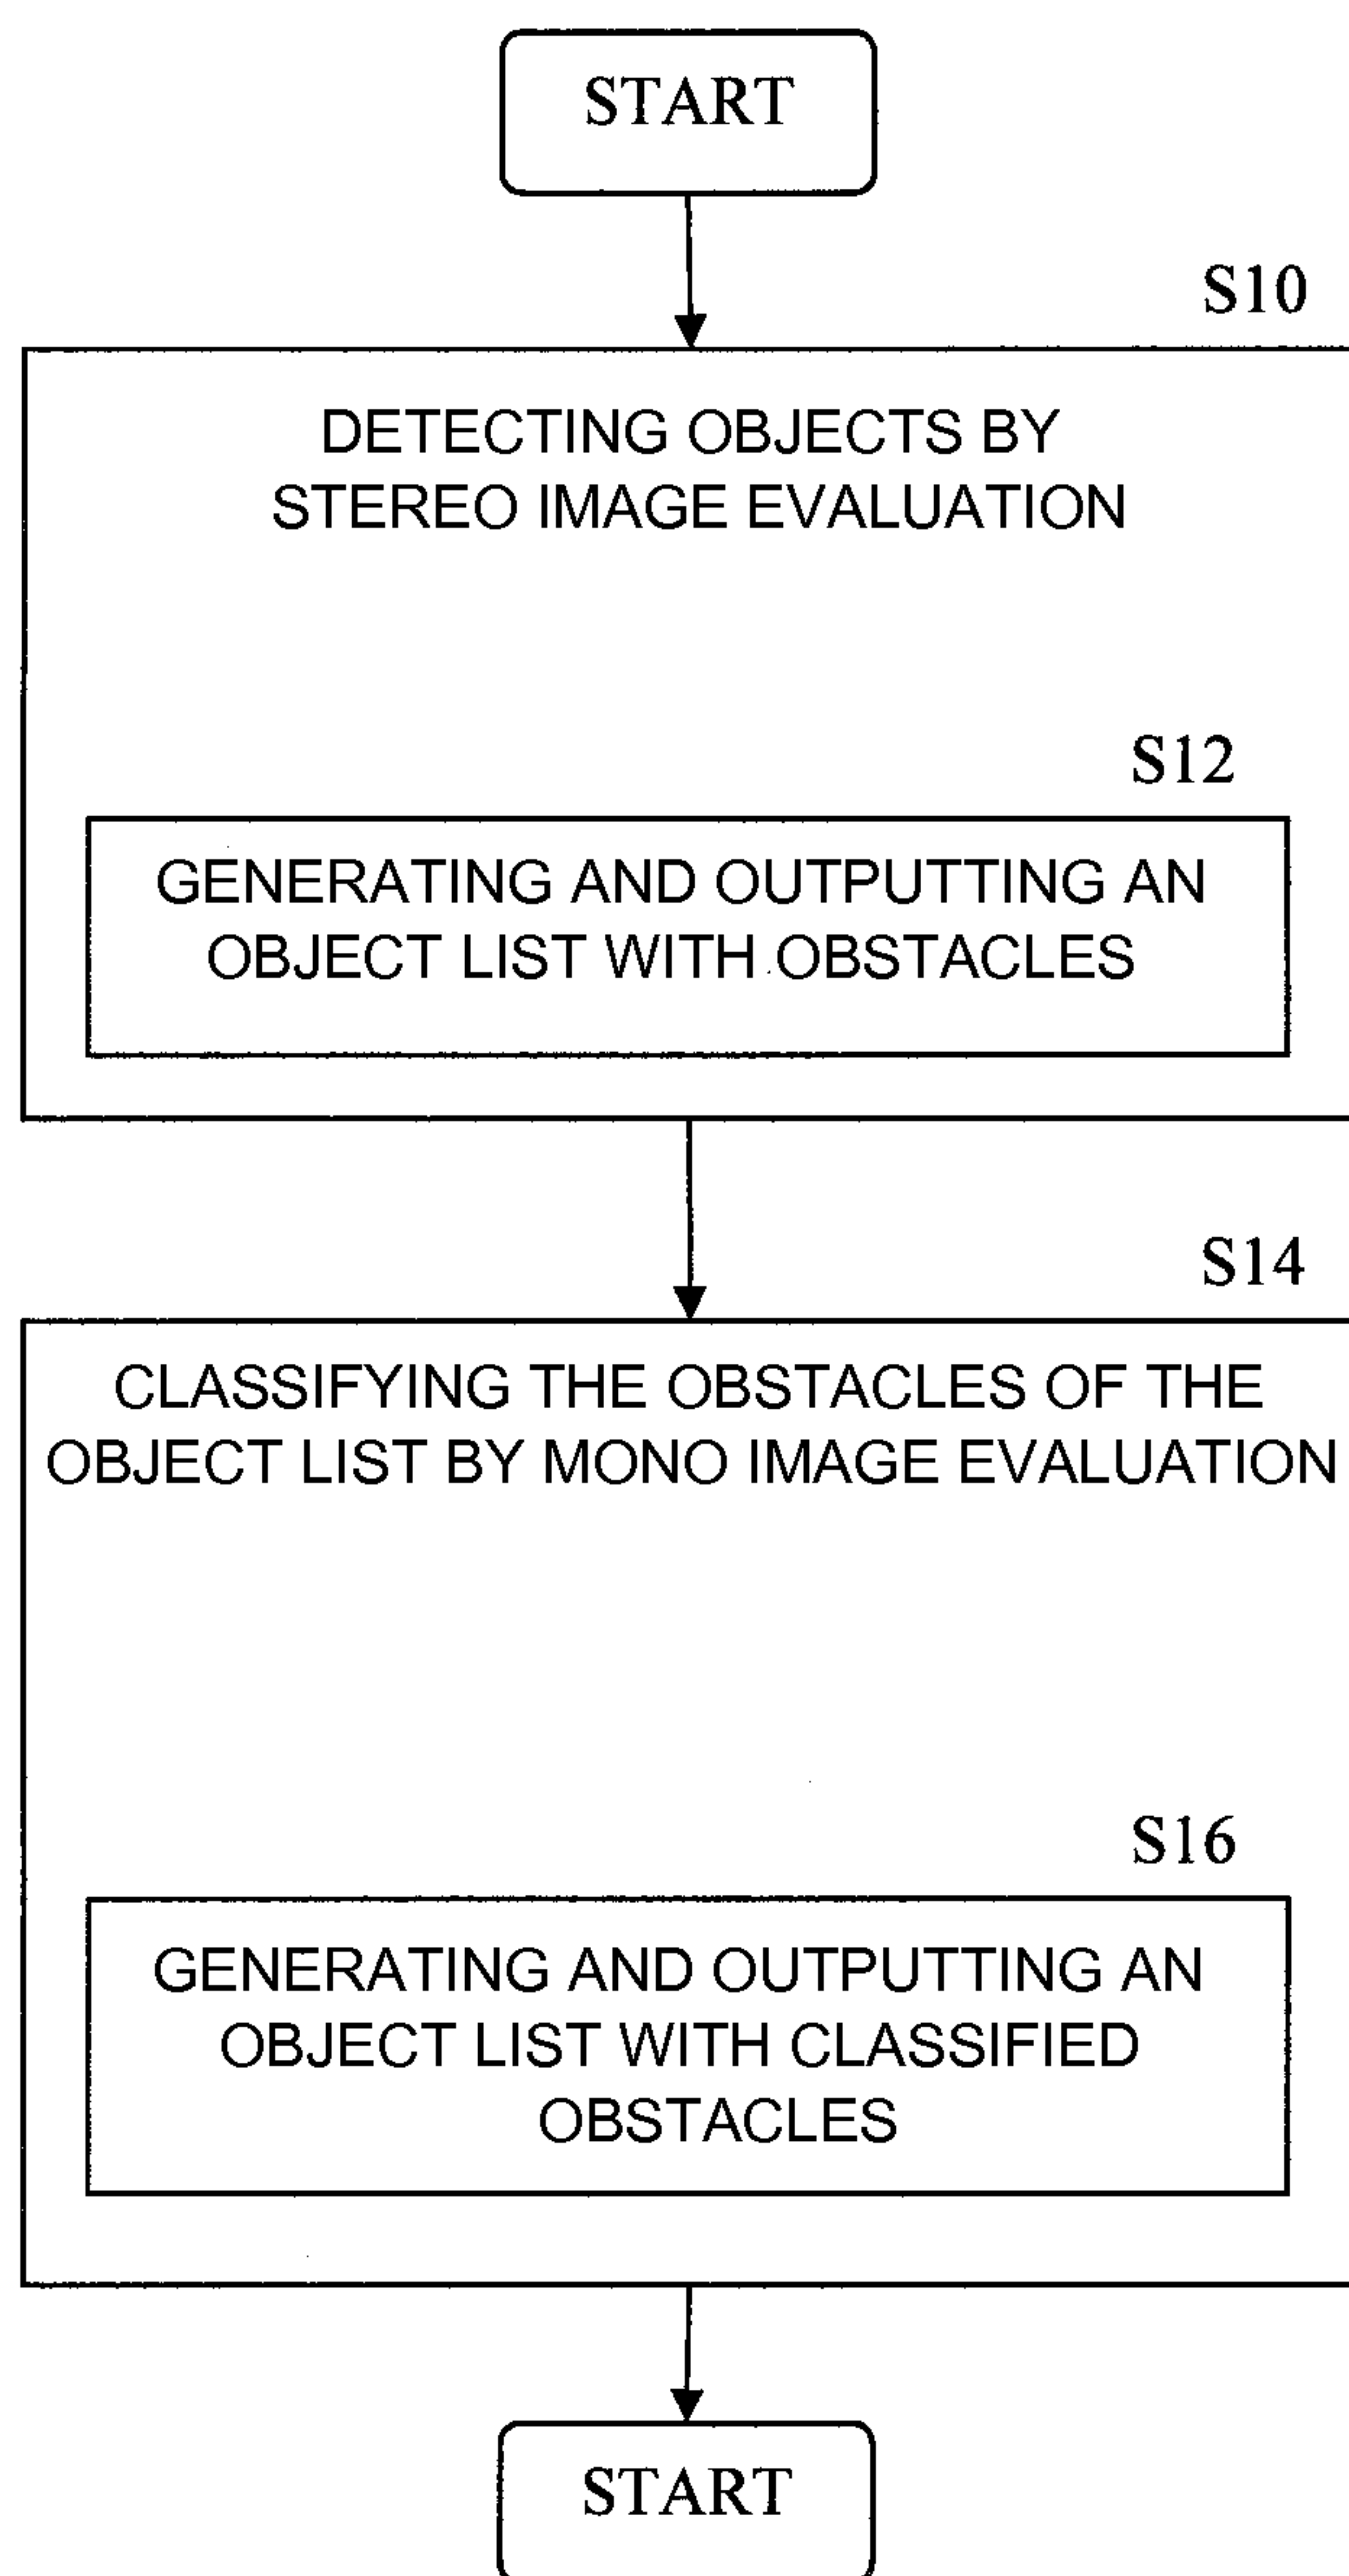 START
S10
DETECTING OBJECTS BY
STEREO IMAGE EVALUATION
S12
GENERATING AND OUTPUTTING AN
OBJECT LIST WITH OBSTACLES
S14
CLASSIFYING THE OBSTACLES OF THE
OBJECT LIST BY MONO IMAGE EVALUATION
S16
GENERATING AND OUTPUTTING AN
OBJECT LIST WITH CLASSIFIED
OBSTACLES
START